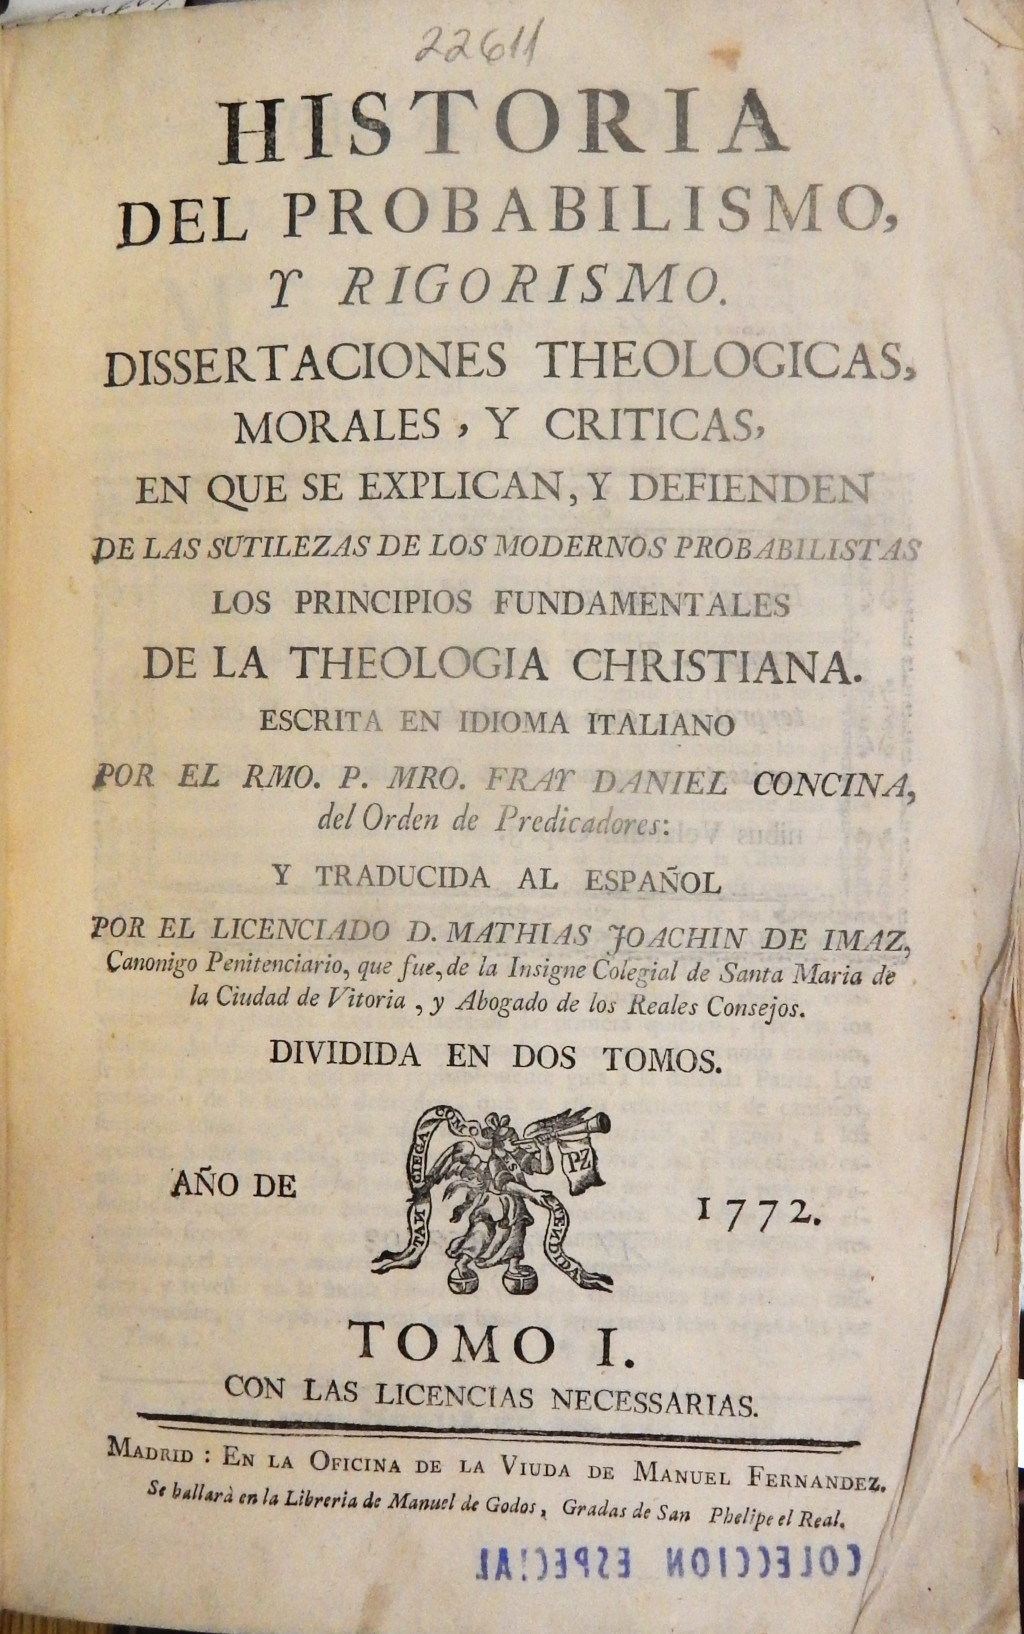 22611
HISTORIA
DEL PROBABILISMO,
Y RIGORISMO.
DISSERTACIONES THEOLOGICAS,
MORALES, Y CRITICAS,
EN QUE SE EXPLICAN, Y DEFIENDEN
DE LAS SUTILEZAS DE LOS MODERNOS PROBABILISTAS
LOS PRINCIPIOS FUNDAMENTALES
DE LA THEOLOGIA CHRISTIANA.
ESCRITA EN IDIOMA ITALIANO
POR EL RMO. P. MRO. FRAY DANIEL CONCINA,
del Orden de Predicadores:
Y TRADUCIDA AL ESPAÑOL
POR EL LICENCIADO D. MATHIAS JOACHIN DE IMAZ,
Canonigo Penitenciario, que fue, de la Insigne Colegial de Santa Maria de
la Ciudad de Vitoria, y Abogado de los Reales Consejos.
DIVIDIDA EN DOS TOMOS.
PZ
AÑO DE 1772.
TOMO I.
CON LAS LICENCIAS NECESSARIAS.
MADRID: EN LA OFICINA DE LA VIUDA DE MANUEL FERNANDEZ.
Se hallarà en la Libreria de Manuel de Godos, Gradas de San Phelipe el Real.
COLECCION ESPECIAL